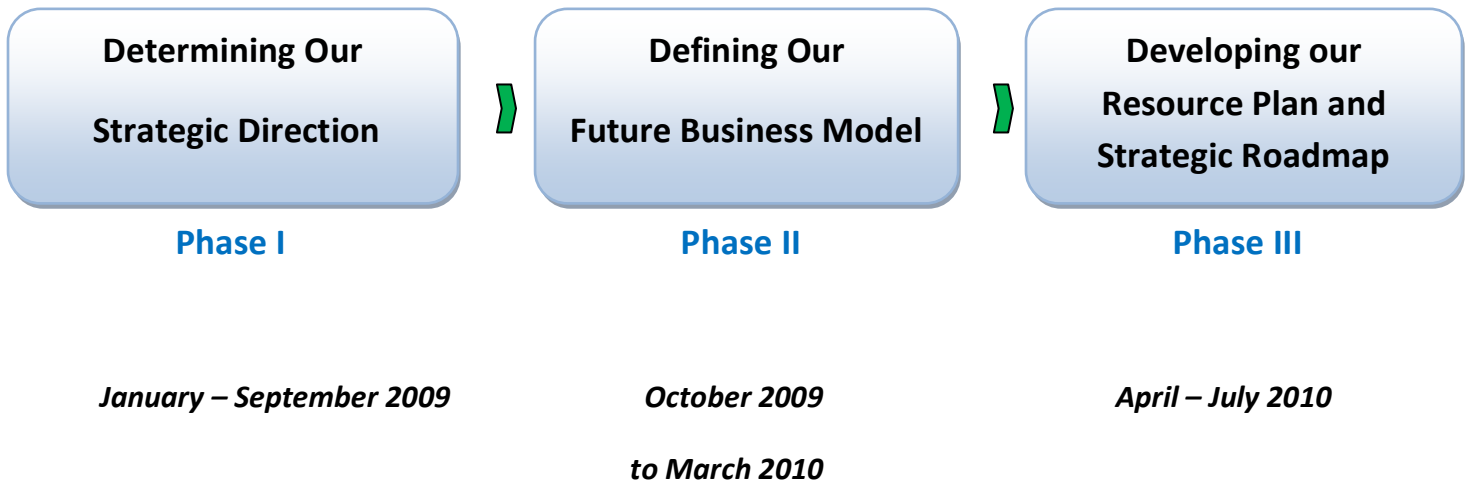 Determining Our
Strategic Direction
Defining Our
Future Business Model
Developing our
Resource Plan and
Strategic Roadmap
Phase I
Phase II
Phase III
January – September 2009
October 2009
to March 2010
April – July 2010